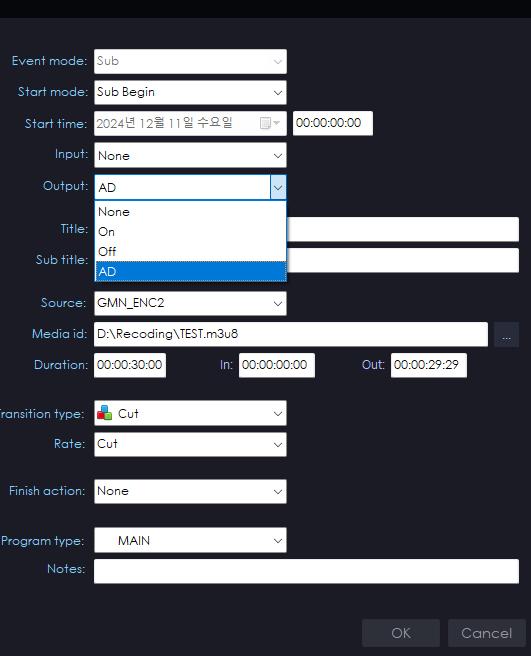 Event mode: Sub
Start mode: Sub Begin
Start time: 2024년 12월 11일 수요일 00:00:00:00
Input: None
Output: AD
None
On
Title:
Off
Sub title:
AD
Source: GMN_ENC2
Media id: D:\Recoding\TEST.m3u8 ...
Duration: 00:00:30:00 In: 00:00:00:00 Out: 00:00:29:29
ransition type: Cut
Rate: Cut
Finish action: None
Program type: MAIN
Notes:
OK Cancel